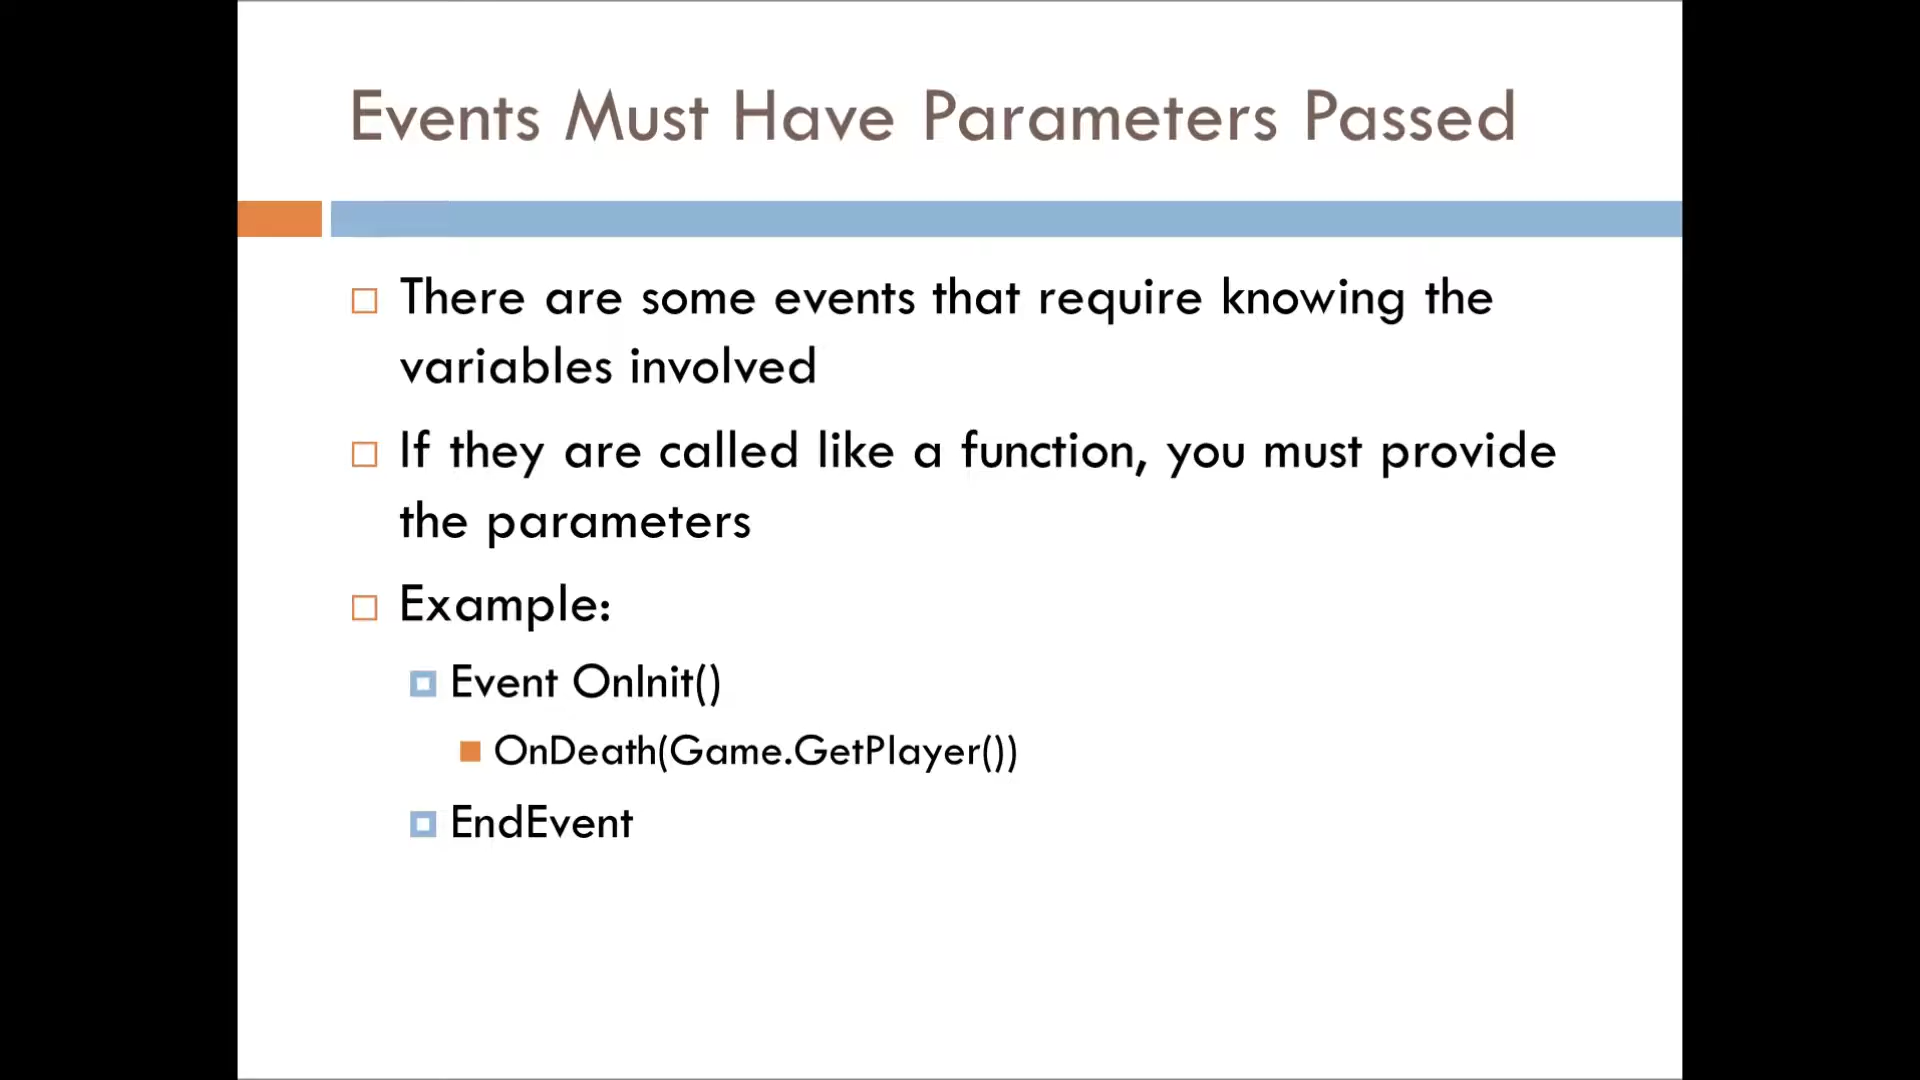 Events Must Have Parameters Passed
There are some events that require knowing the
variables involved
If they are called like a function, you must provide
the parameters
Example:
Event OnInit()
OnDeath(Game.GetPlayer())
EndEvent